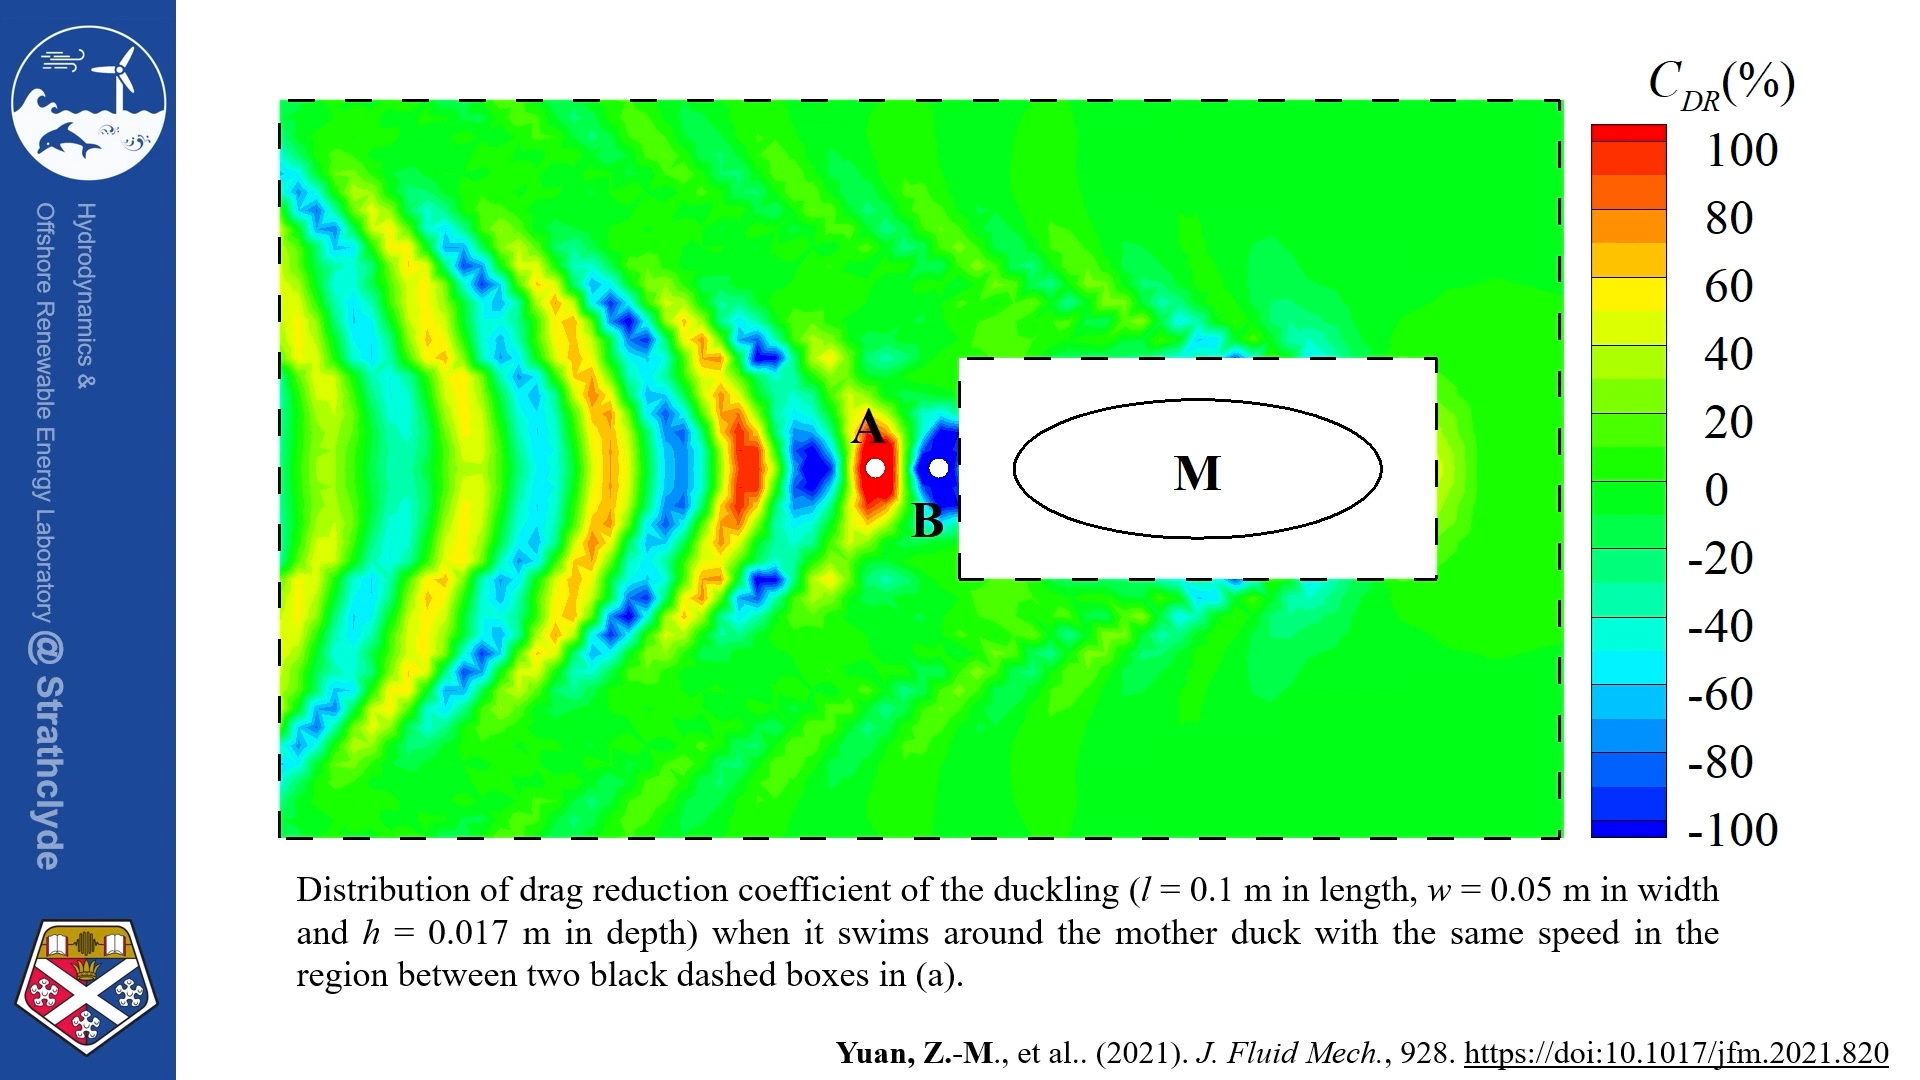 Hydrodynamics &
Offshore Renewable Energy Laboratory @ Strathclyde
C_DR(%)
100
80
60
40
20
0
-20
-40
-60
-80
-100
A
B
M
Distribution of drag reduction coefficient of the duckling (l = 0.1 m in length, w = 0.05 m in width
and h = 0.017 m in depth) when it swims around the mother duck with the same speed in the
region between two black dashed boxes in (a).
Yuan, Z.-M., et al.. (2021). J. Fluid Mech., 928. https://doi:10.1017/jfm.2021.820